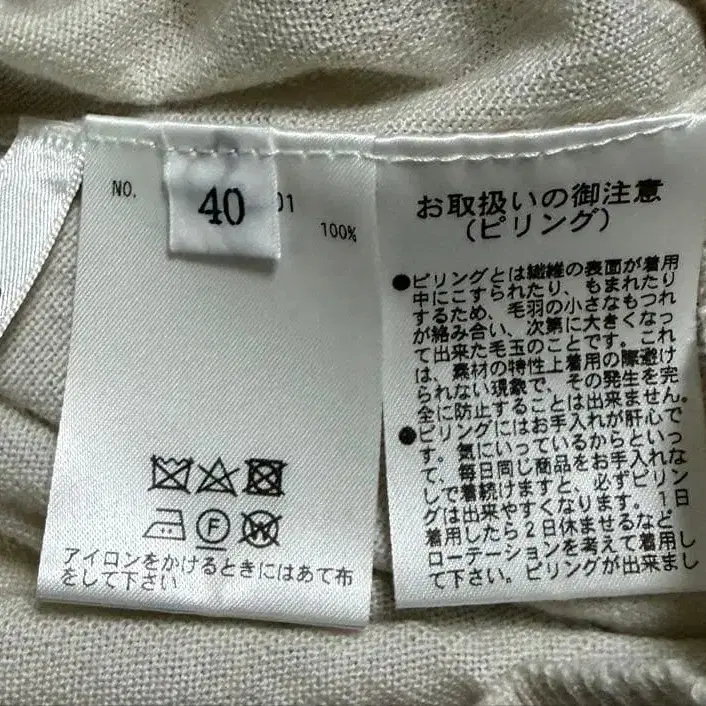 NO.
40
01
100%
アイロンをかけるときにはあて布
をして下さい
お取扱いの御注意
(ピリング)
●ピリングとは繊維の表面が着用
中にこすられたり、もまれたり
するため、毛羽の小さなもつれ
が絡み合い、次第に大きくなっ
て出来た毛玉のことです。これ
は、素材の特性上着用の際避け
られない現象で、その発生を完
全に防止することは出来ません。
●ピリングにはお手入れが肝心で
す。気にいっているからといっ
て、毎日同じ商品をお手入れな
しで着続けますと、必ずピリン
グは出来やすくなります。1日
着用したら2日休ませるなど
ローテーションを考えて着用し
て下さい。ピリングが出来まし